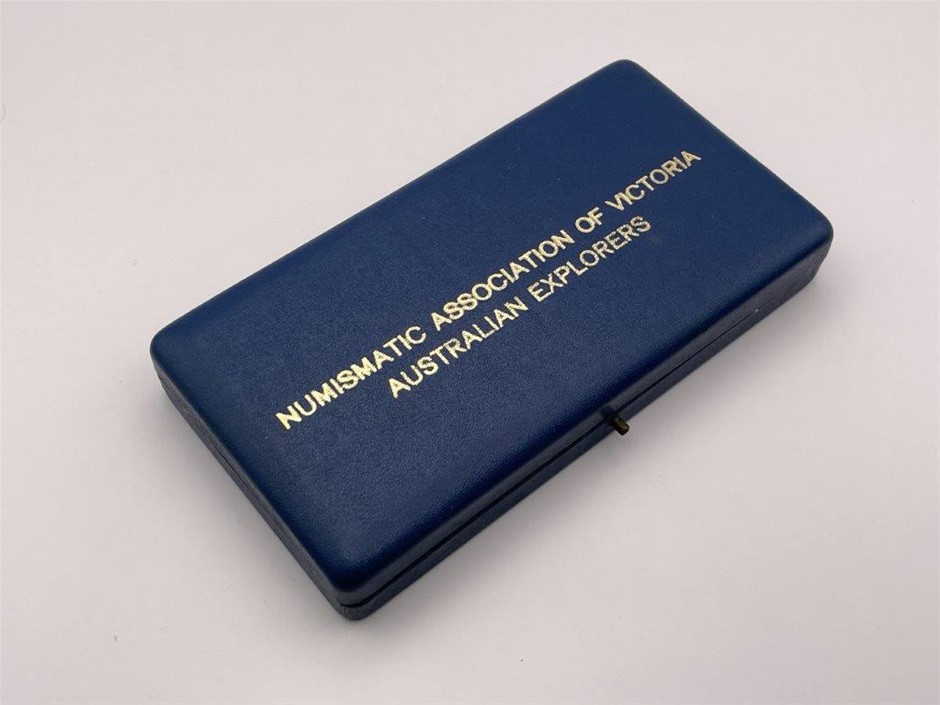 NUMISMATIC ASSOCIATION OF VICTORIA
AUSTRALIAN EXPLORERS